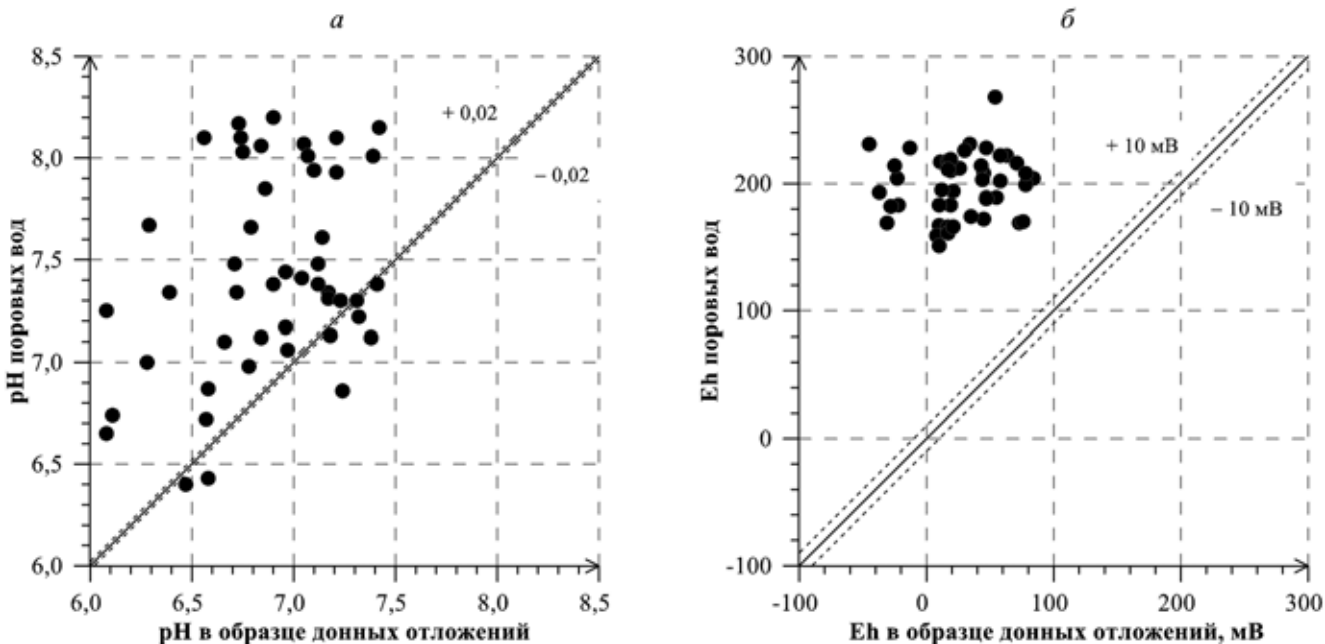 а
8,5
8,0
7,5
7,0
6,5
6,0
рН поровых вод
+ 0,02
– 0,02
6,0 6,5 7,0 7,5 8,0 8,5
рН в образце донных отложений
б
300
200
100
0
-100
Eh поровых вод
+ 10 мВ
– 10 мВ
-100 0 100 200 300
Eh в образце донных отложений, мВ